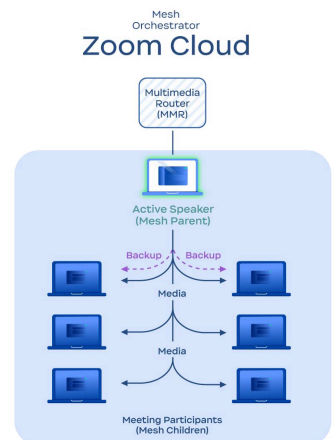 Mesh
Orchestrator
Zoom Cloud
Multimedia
Router
(MMR)
Active Speaker
(Mesh Parent)
Backup Backup
Media
Media
Meeting Participants
(Mesh Children)